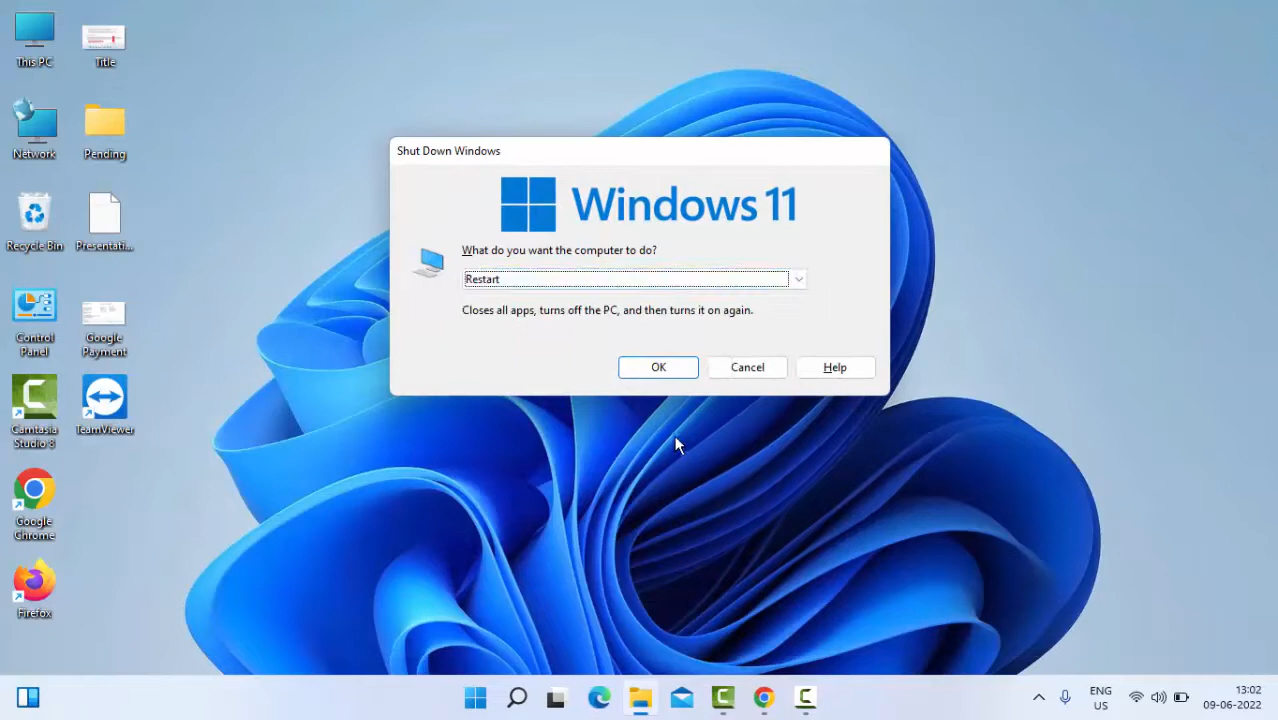 This PC
Title
Network
Pending
Recycle Bin
Presentati...
Control
Panel
Google
Payment
Camtasia
Studio 8
TeamViewer
Google
Chrome
Firefox
Shut Down Windows
Windows 11
What do you want the computer to do?
Restart
Closes all apps, turns off the PC, and then turns it on again.
OK
Cancel
Help
ENG
US
13:02
09-06-2022